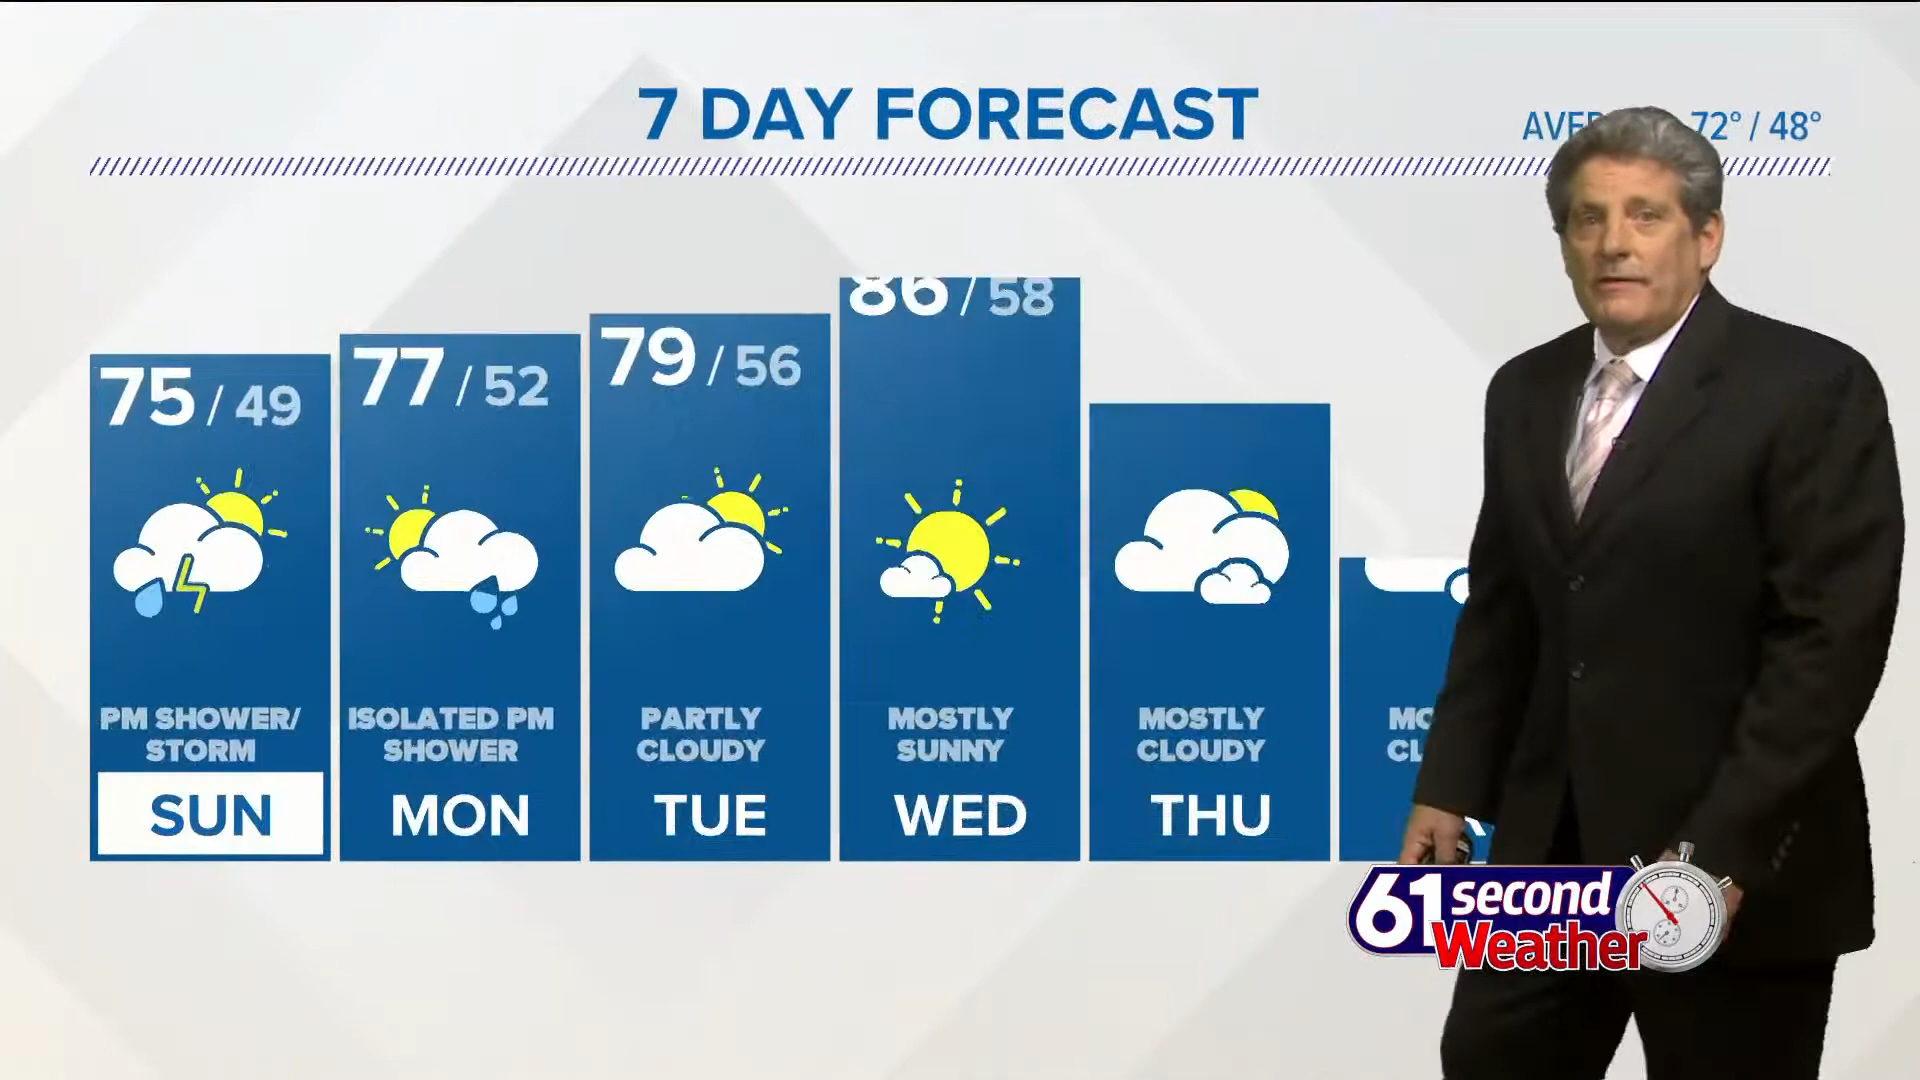 7 DAY FORECAST
72° / 48°
75 / 49
77 / 52
79 / 56
86 / 58
PM SHOWER/
STORM
ISOLATED PM
SHOWER
PARTLY
CLOUDY
MOSTLY
SUNNY
MOSTLY
CLOUDY
SUN
MON
TUE
WED
THU
61 second
Weather